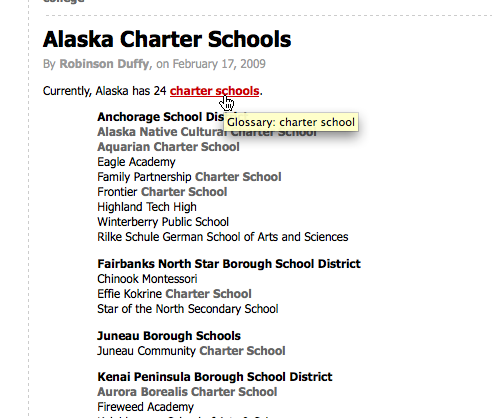 college
Alaska Charter Schools
By Robinson Duffy, on February 17, 2009
Currently, Alaska has 24 charter schools.
Glossary: charter school
Anchorage School Dist
Alaska Native Cultural Charter School
Aquarian Charter School
Eagle Academy
Family Partnership Charter School
Frontier Charter School
Highland Tech High
Winterberry Public School
Rilke Schule German School of Arts and Sciences
Fairbanks North Star Borough School District
Chinook Montessori
Effie Kokrine Charter School
Star of the North Secondary School
Juneau Borough Schools
Juneau Community Charter School
Kenai Peninsula Borough School District
Aurora Borealis Charter School
Fireweed Academy